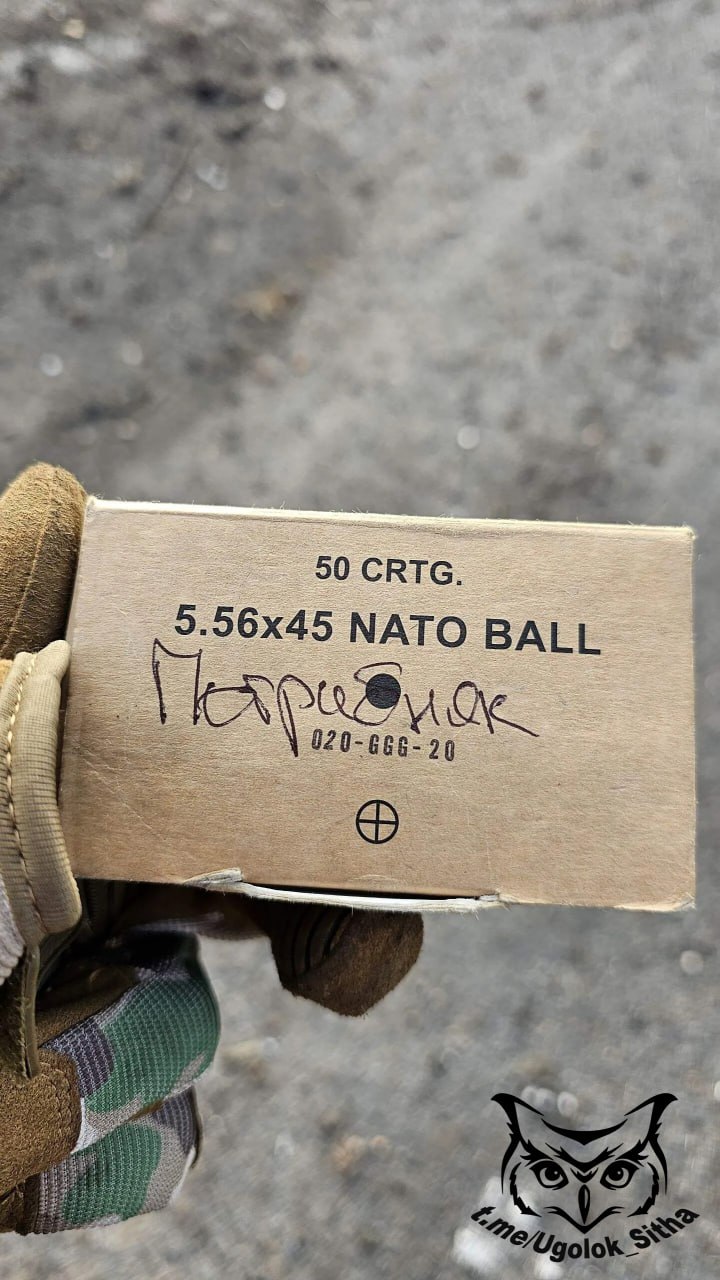 50 CRTG.
5.56x45 NATO BALL
020-GGG-20
t.me/Ugolok_Sitha